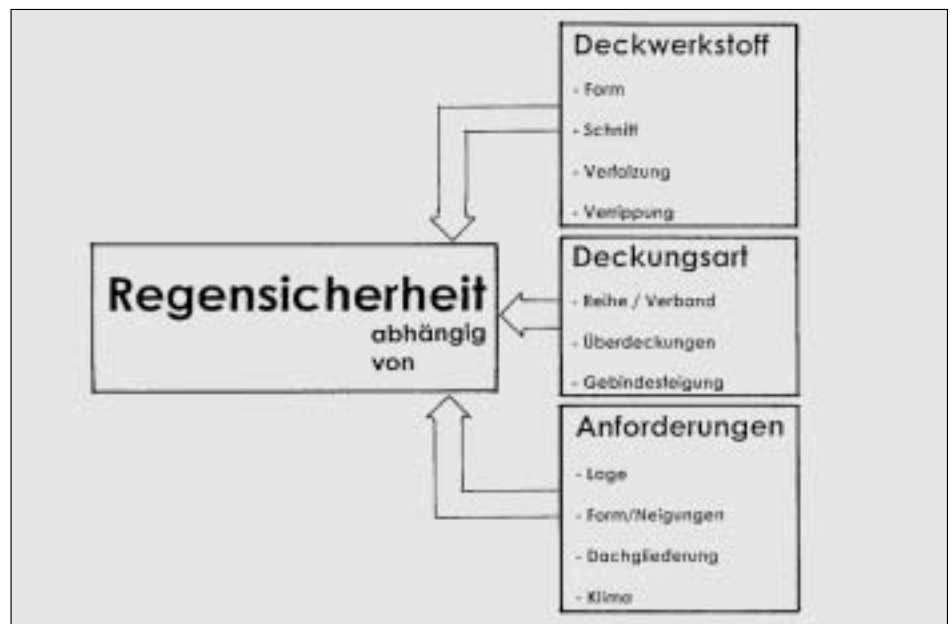 Deckwerkstoff
- Form
- Schnitt
- Verfalzung
- Verrippung
Regensicherheit
abhängig
von
Deckungsart
- Reihe / Verband
- Überdeckungen
- Gebindesteigung
Anforderungen
- Lage
- Form/Neigungen
- Dachgliederung
- Klima